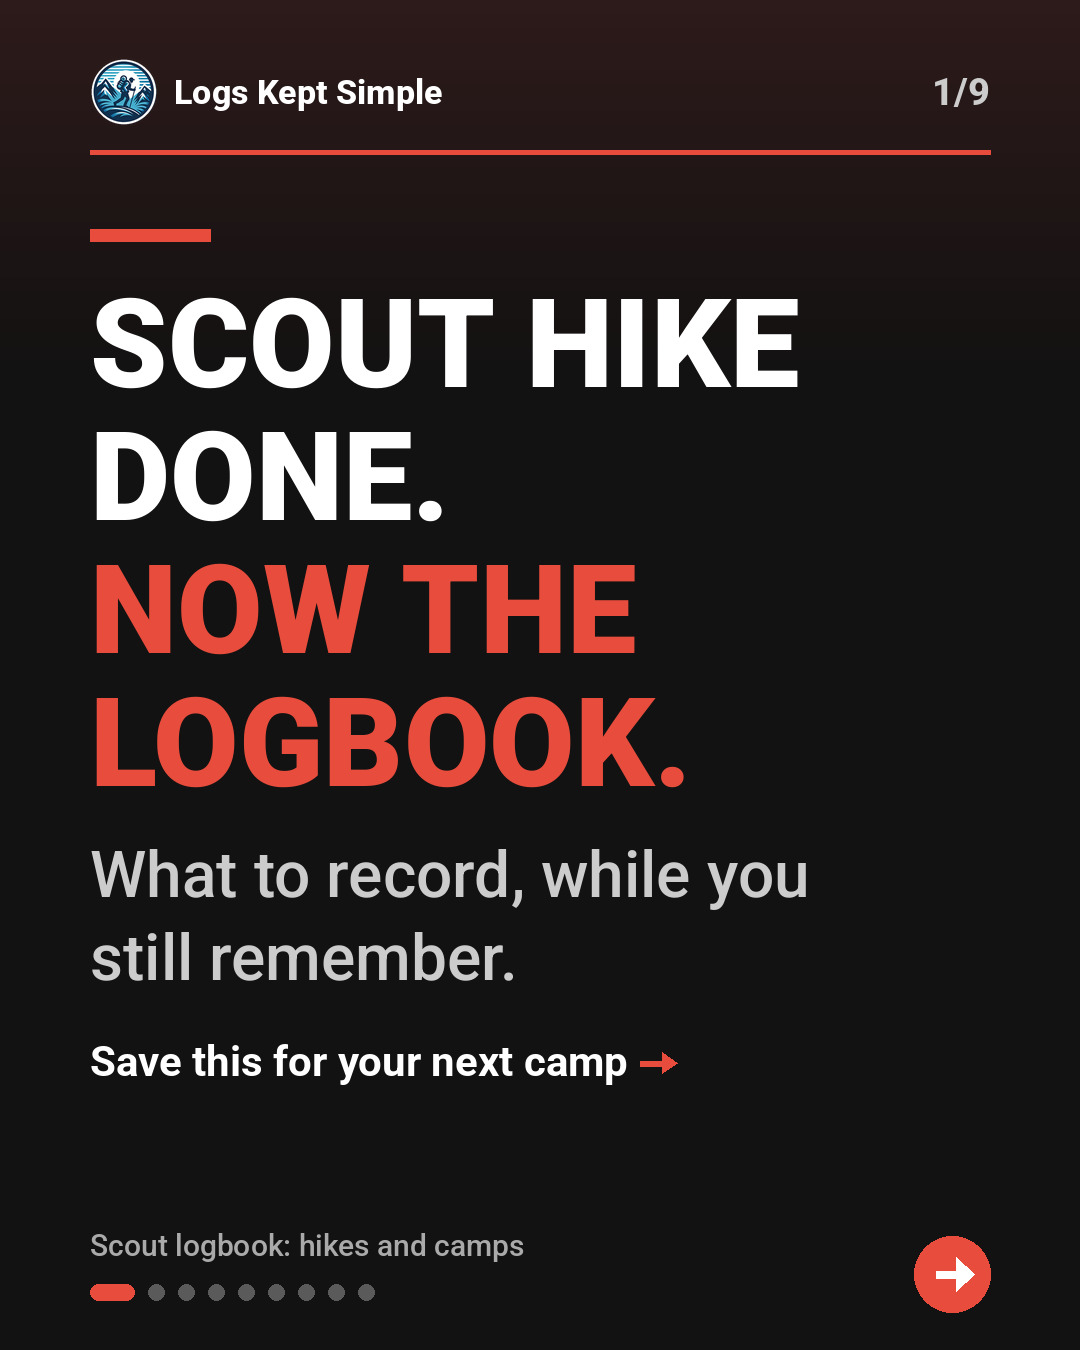 Logs Kept Simple
1/9
SCOUT HIKE
DONE.
NOW THE
LOGBOOK.
What to record, while you
still remember.
Save this for your next camp
Scout logbook: hikes and camps